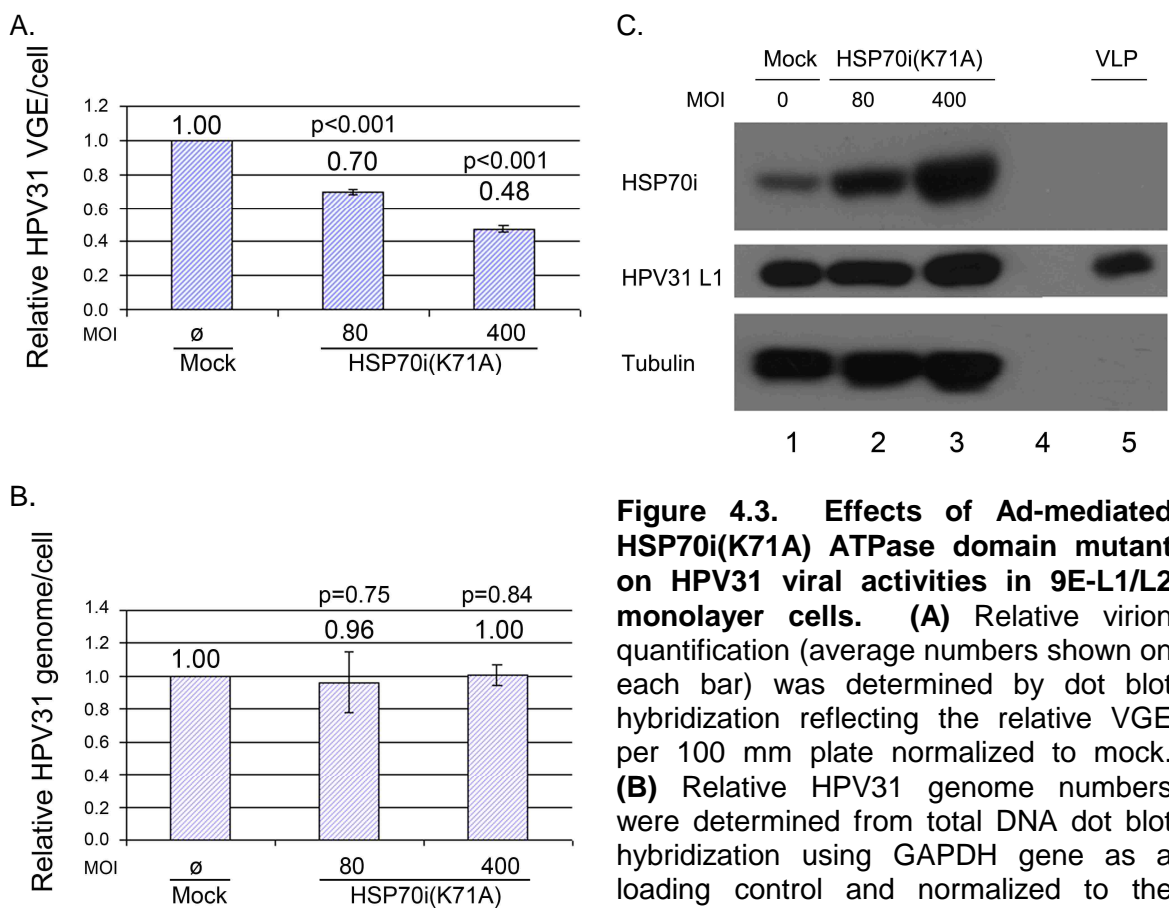 A.
Relative HPV31 VGE/cell
1.2
1.0
0.8
0.6
0.4
0.2
0.0
1.00
p<0.001
0.70
p<0.001
0.48
MOI ø 80 400
Mock HSP70i(K71A)
B.
Relative HPV31 genome/cell
1.4
1.2
1.0
0.8
0.6
0.4
0.2
0.0
1.00
p=0.75
0.96
p=0.84
1.00
MOI ø 80 400
Mock HSP70i(K71A)
C.
Mock HSP70i(K71A) VLP
MOI 0 80 400
HSP70i
HPV31 L1
Tubulin
1 2 3 4 5
Figure 4.3. Effects of Ad-mediated
HSP70i(K71A) ATPase domain mutant
on HPV31 viral activities in 9E-L1/L2
monolayer cells. (A) Relative virion
quantification (average numbers shown on
each bar) was determined by dot blot
hybridization reflecting the relative VGE
per 100 mm plate normalized to mock.
(B) Relative HPV31 genome numbers
were determined from total DNA dot blot
hybridization using GAPDH gene as a
loading control and normalized to the